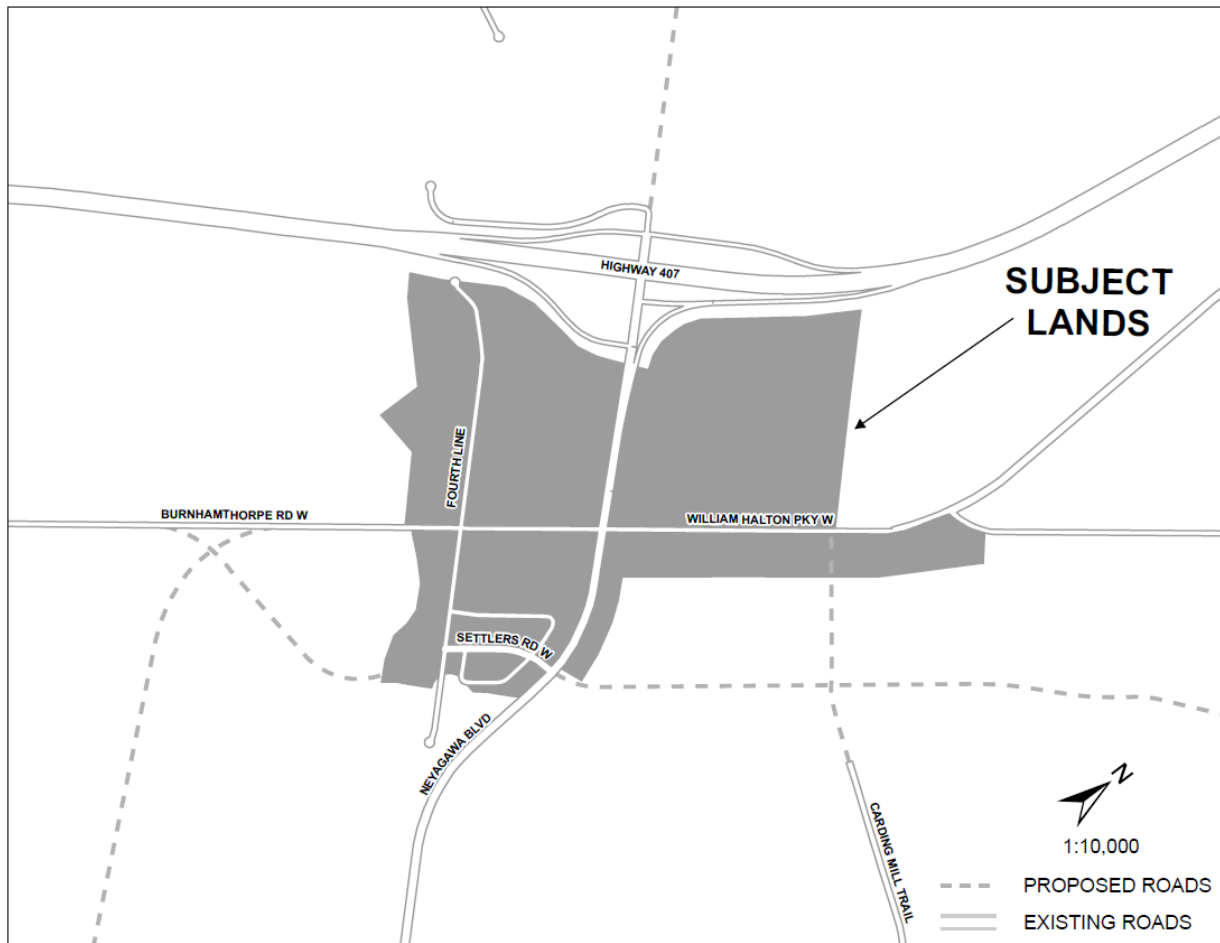 HIGHWAY 407
SUBJECT
LANDS
FOURTH LINE
BURNHAMTHORPE RD W
WILLIAM HALTON PKY W
SETTLERS RD W
NEYAGAWA BLVD
CARDING MILL TRAIL
N
1:10,000
PROPOSED ROADS
EXISTING ROADS